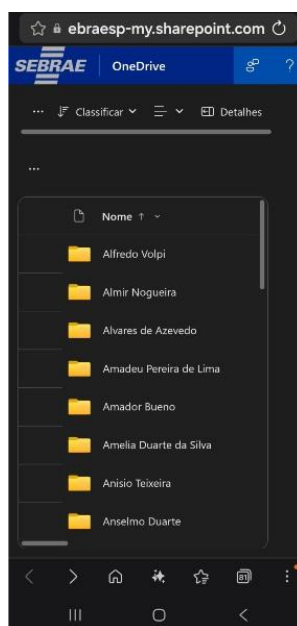 ebraesp-my.sharepoint.com
SEBRAE OneDrive ?
... Classificar Detalhes
...
Nome ↑
Alfredo Volpi
Almir Nogueira
Alvares de Azevedo
Amadeu Pereira de Lima
Amador Bueno
Amelia Duarte da Silva
Anisio Teixeira
Anselmo Duarte
81